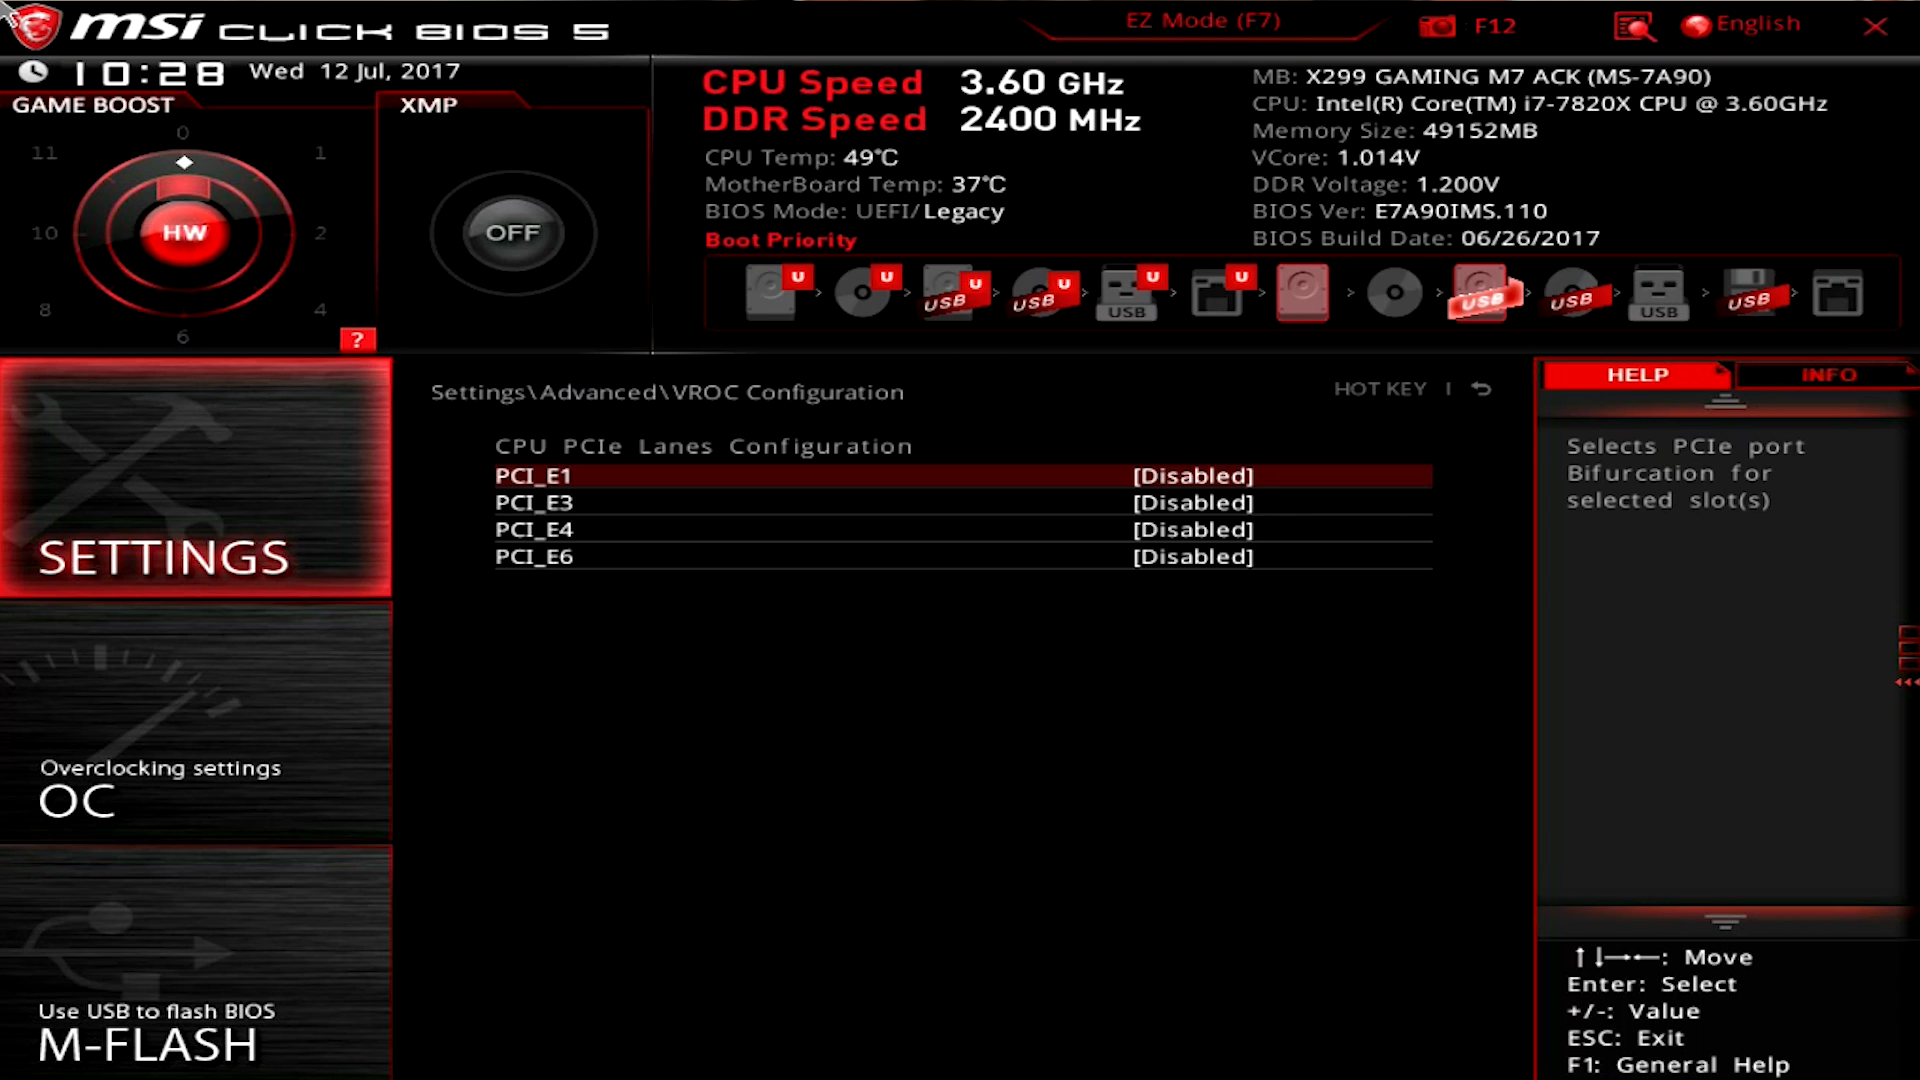 msi CLICK BIOS 5
EZ Mode (F7)
F12
English
10:28 Wed 12 Jul, 2017
GAME BOOST
XMP
0
11
1
10
2
8
4
6
HW
OFF
?
CPU Speed 3.60 GHz
DDR Speed 2400 MHz
CPU Temp: 49℃
MotherBoard Temp: 37℃
BIOS Mode: UEFI/Legacy
Boot Priority
MB: X299 GAMING M7 ACK (MS-7A90)
CPU: Intel(R) Core(TM) i7-7820X CPU @ 3.60GHz
Memory Size: 49152MB
VCore: 1.014V
DDR Voltage: 1.200V
BIOS Ver: E7A90IMS.110
BIOS Build Date: 06/26/2017
U U U U U U
USB USB USB USB USB USB USB
SETTINGS
Overclocking settings
OC
Use USB to flash BIOS
M-FLASH
Settings\Advanced\VROC Configuration
HOT KEY |
CPU PCIe Lanes Configuration
PCI_E1 [Disabled]
PCI_E3 [Disabled]
PCI_E4 [Disabled]
PCI_E6 [Disabled]
HELP
INFO
Selects PCIe port
Bifurcation for
selected slot(s)
↑↓→←: Move
Enter: Select
+/-: Value
ESC: Exit
F1: General Help